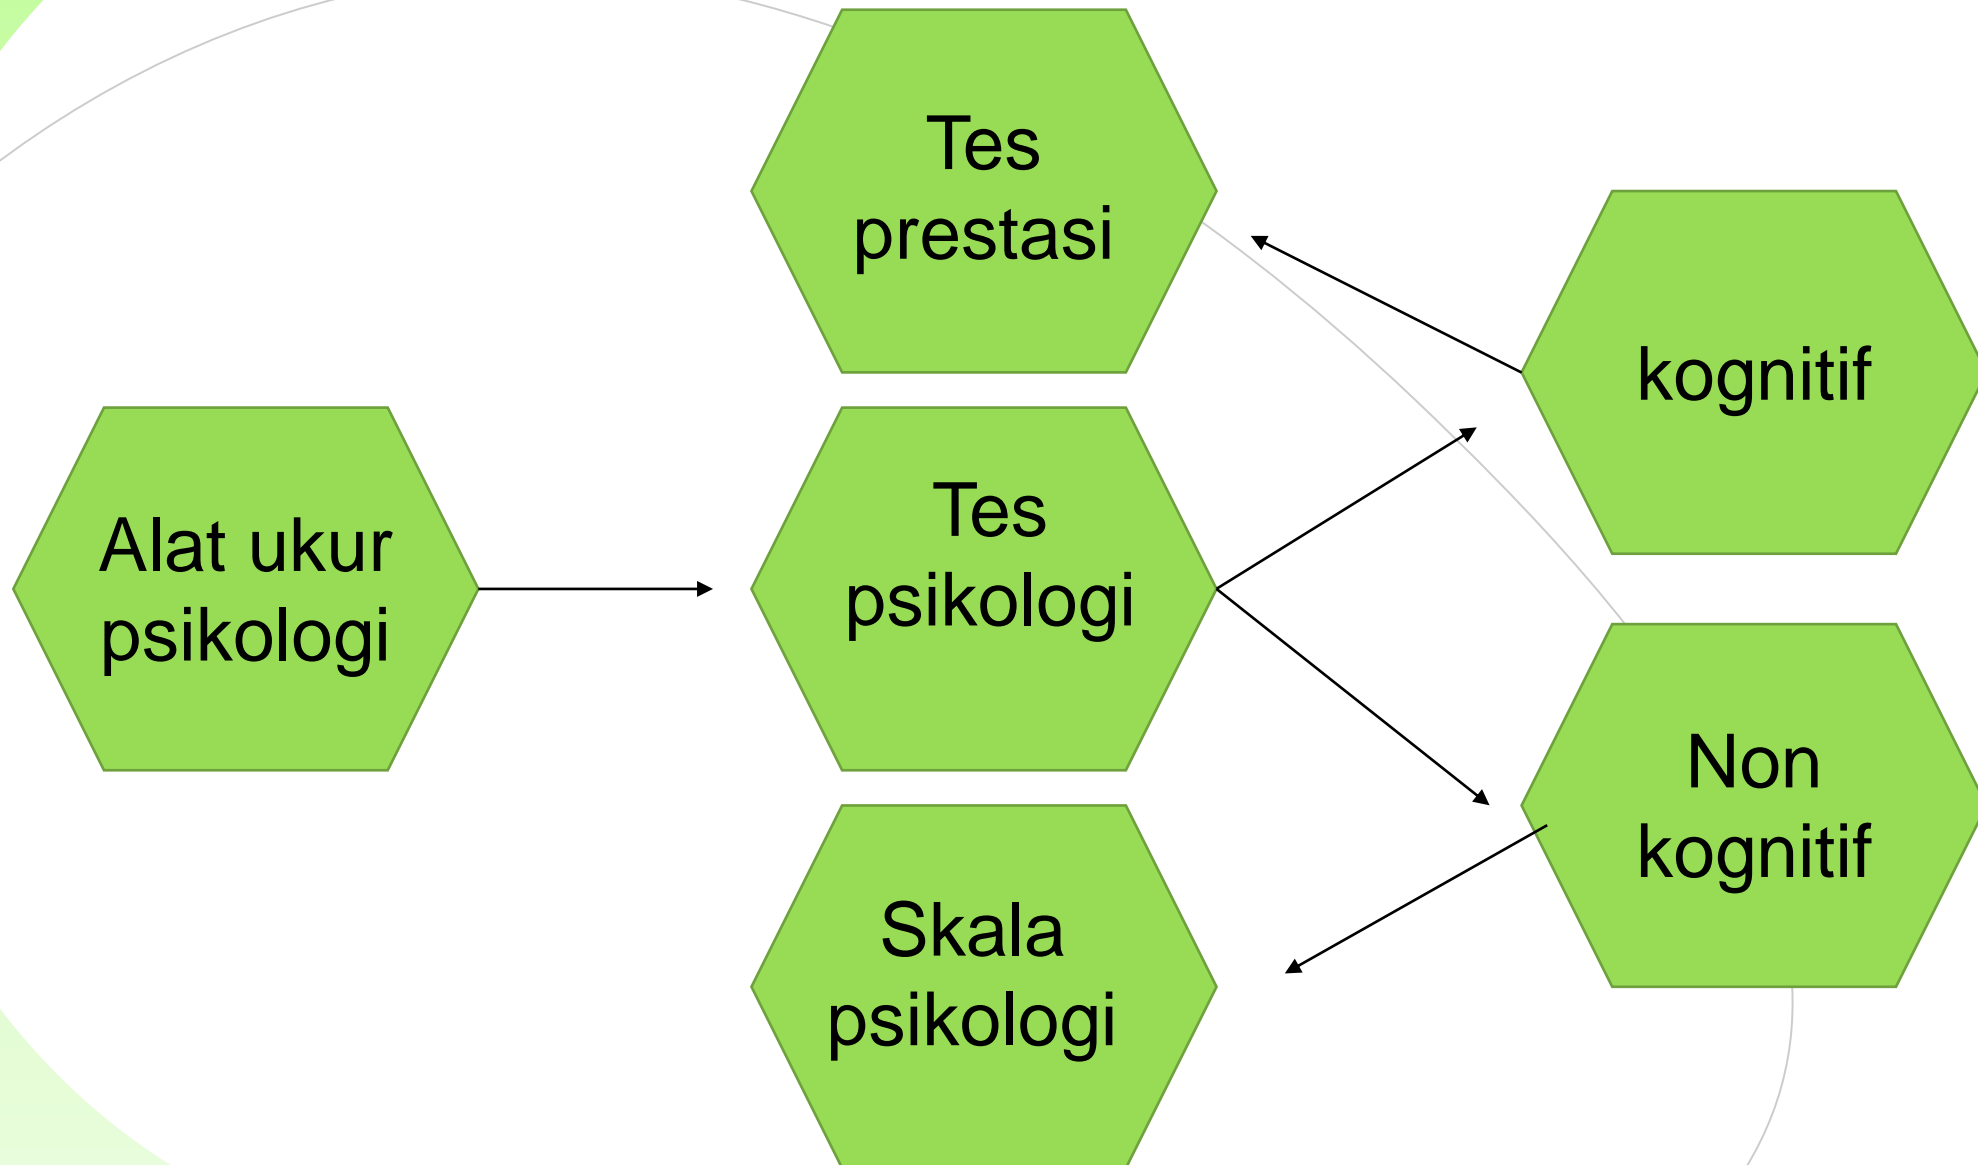 Tes
prestasi
kognitif
Alat ukur
psikologi
Tes
psikologi
Non
kognitif
Skala
psikologi